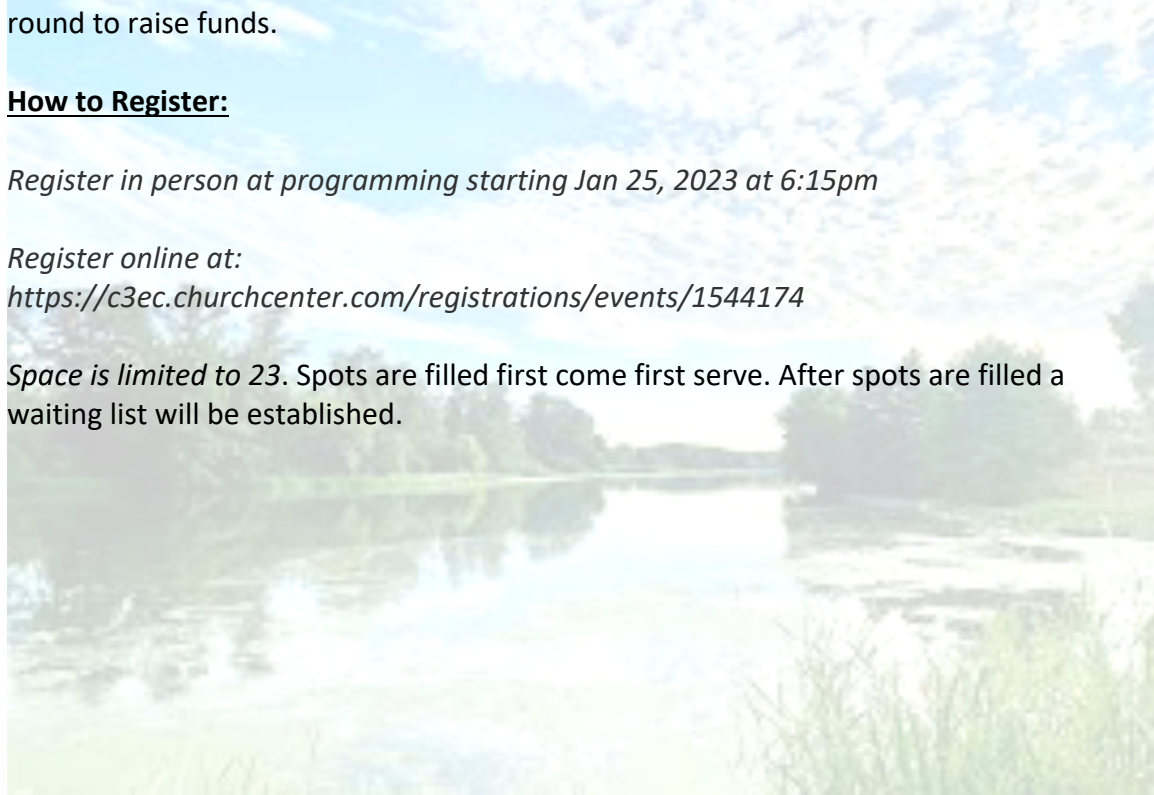 round to raise funds.
How to Register:
Register in person at programming starting Jan 25, 2023 at 6:15pm
Register online at:
https://c3ec.churchcenter.com/registrations/events/1544174
Space is limited to 23. Spots are filled first come first serve. After spots are filled a
waiting list will be established.